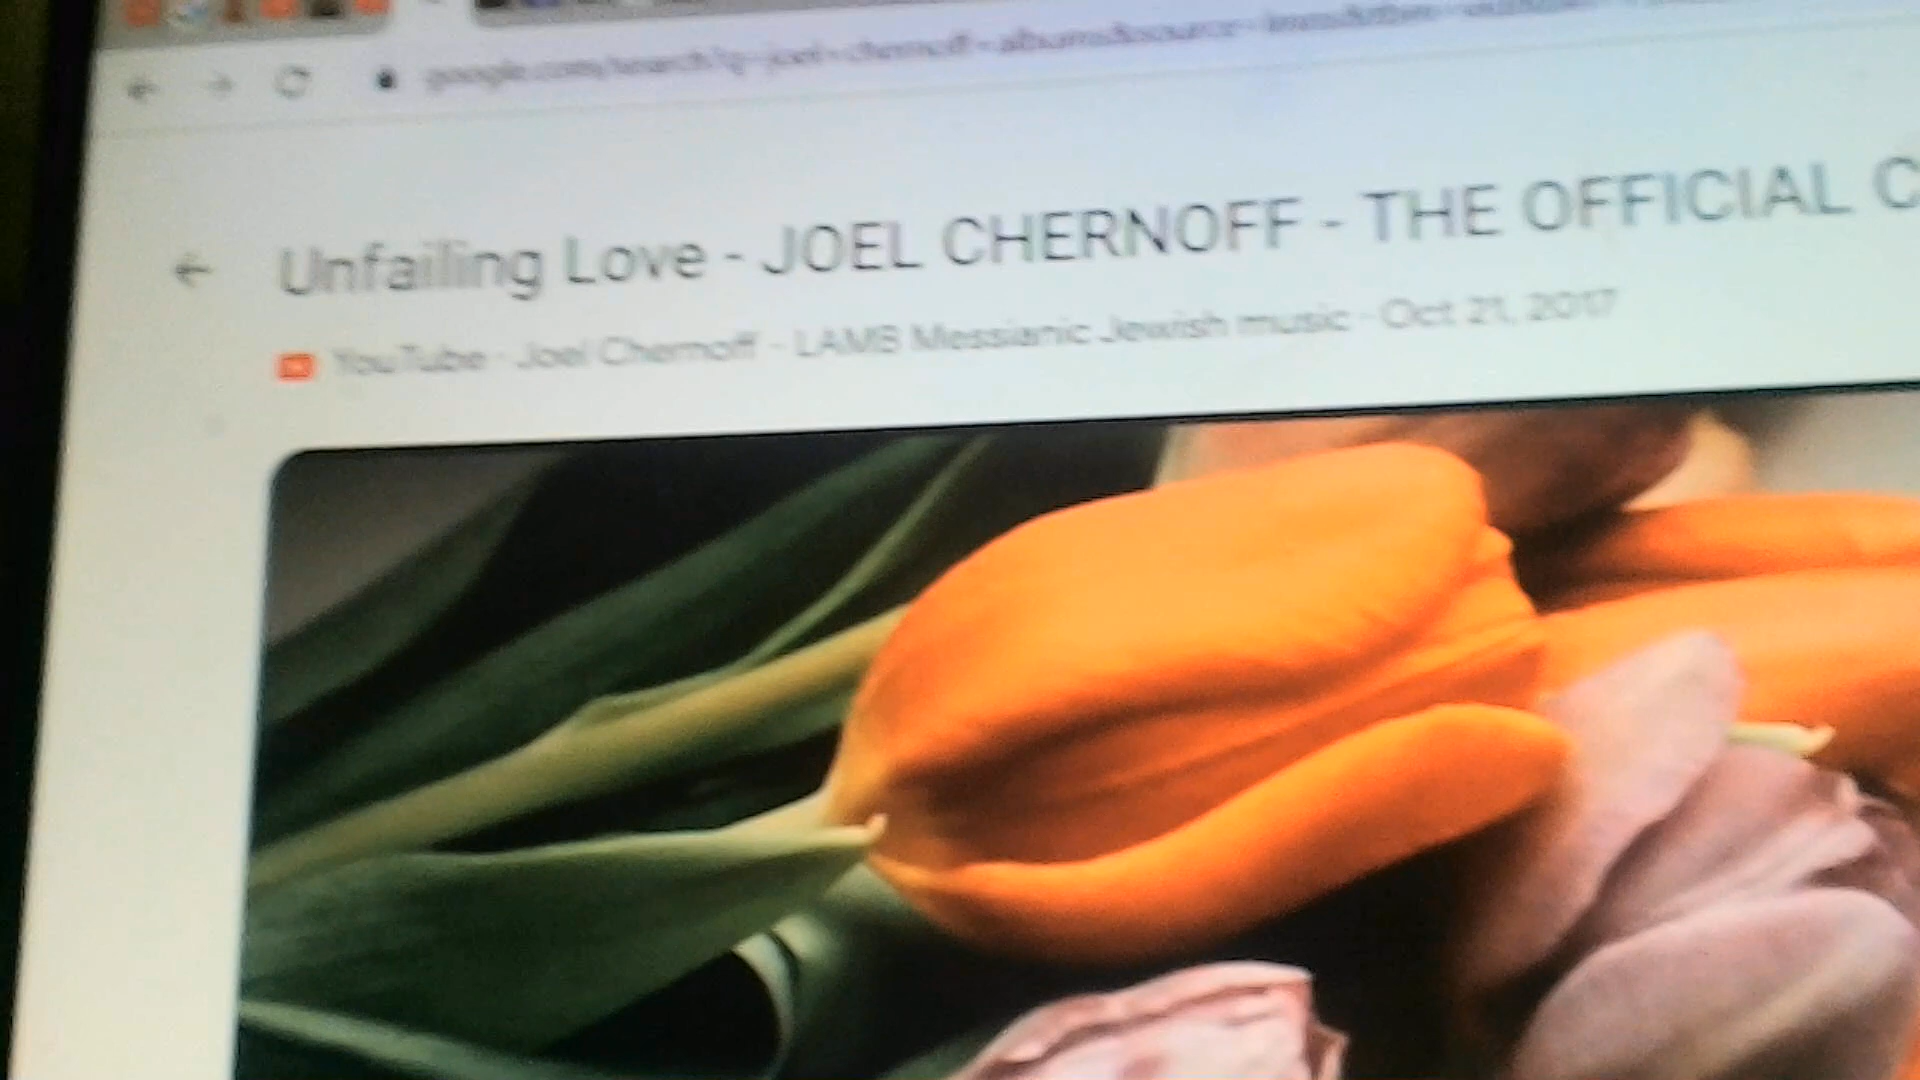 Unfailing Love - JOEL CHERNOFF - THE OFFICIAL C
YouTube · Joel Chernoff - LAMB Messianic Jewish music · Oct 21, 2017